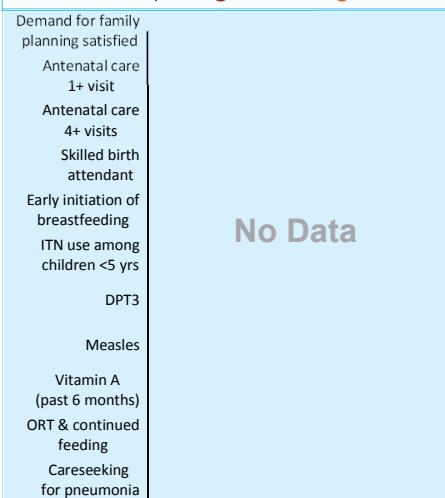 Demand for family
planning satisfied
Antenatal care
1+ visit
Antenatal care
4+ visits
Skilled birth
attendant
Early initiation of
breastfeeding
ITN use among
children <5 yrs
DPT3
Measles
Vitamin A
(past 6 months)
ORT & continued
feeding
Careseeking
for pneumonia
No Data